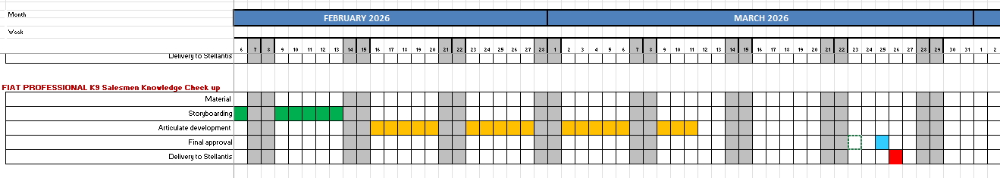 Month FEBRUARY 2026 MARCH 2026
Week
6 7 8 9 10 11 12 13 14 15 16 17 18 19 20 21 22 23 24 25 26 27 28 1 2 3 4 5 6 7 8 9 10 11 12 13 14 15 16 17 18 19 20 21 22 23 24 25 26 27 28 29 30 31 1 2
Delivery to Stellantis
FIAT PROFESSIONAL K9 Salesmen Knowledge Check up
Material
Storyboarding
Articulate development
Final approval
Delivery to Stellantis